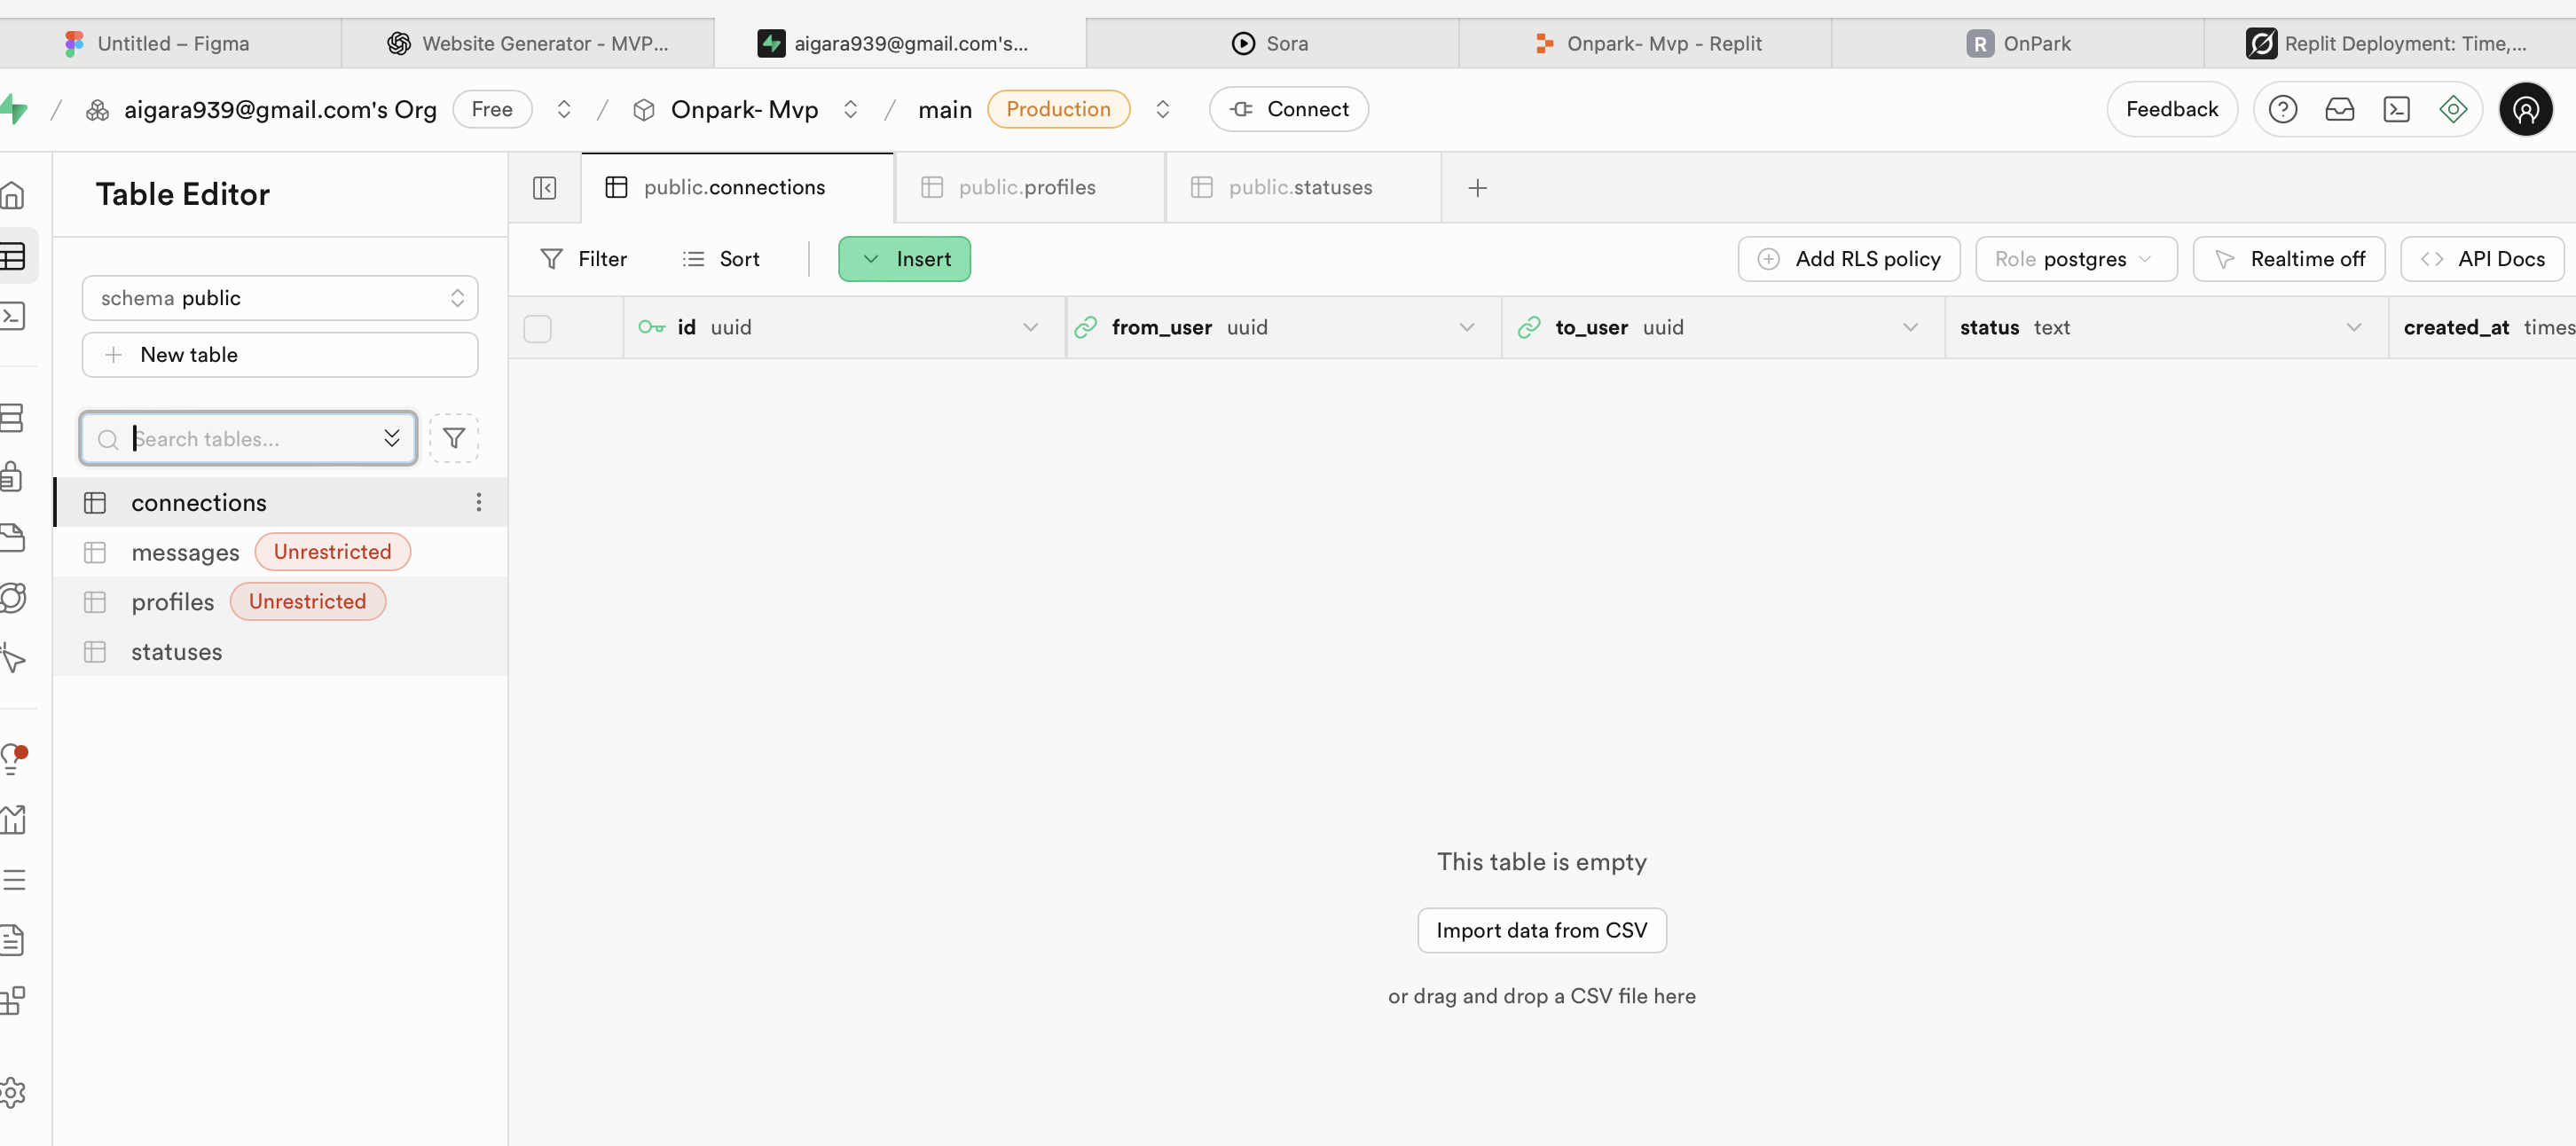 Untitled – Figma
Website Generator - MVP...
aigara939@gmail.com's...
Sora
Onpark- Mvp - Replit
R OnPark
Replit Deployment: Time,...
/ aigara939@gmail.com's Org Free / Onpark- Mvp / main Production Connect
Feedback
Table Editor
public.connections
public.profiles
public.statuses
Filter
Sort
Insert
Add RLS policy
Role postgres
Realtime off
API Docs
schema public
New table
Search tables...
connections
messages Unrestricted
profiles Unrestricted
statuses
id uuid
from_user uuid
to_user uuid
status text
created_at times
This table is empty
Import data from CSV
or drag and drop a CSV file here